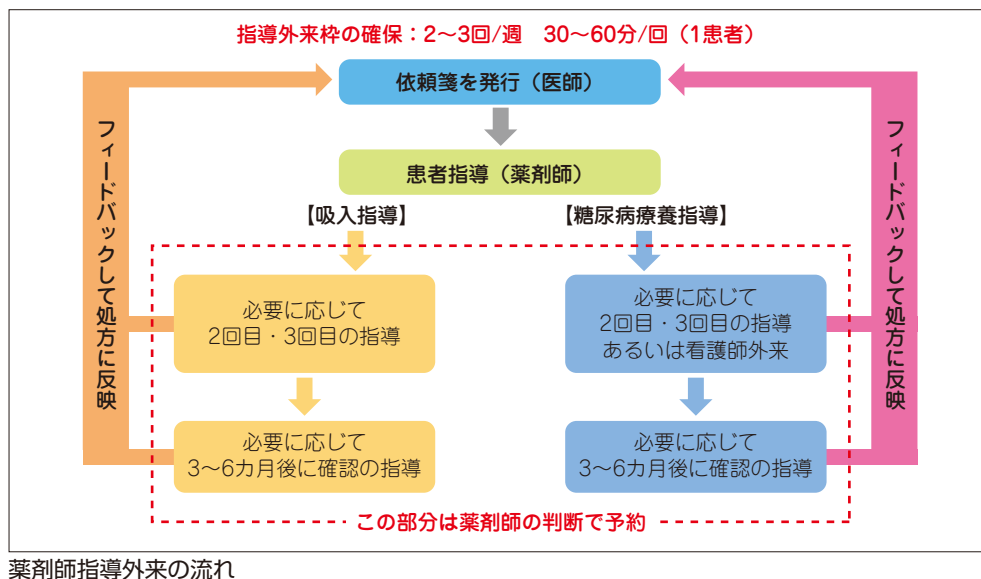 指導外来枠の確保：2～3回/週　30～60分/回（1患者）
依頼箋を発行（医師）
患者指導（薬剤師）
【吸入指導】
【糖尿病療養指導】
必要に応じて
2回目・3回目の指導
必要に応じて
2回目・3回目の指導
あるいは看護師外来
必要に応じて
3～6カ月後に確認の指導
必要に応じて
3～6カ月後に確認の指導
この部分は薬剤師の判断で予約
フィードバックして処方に反映
フィードバックして処方に反映
薬剤師指導外来の流れ